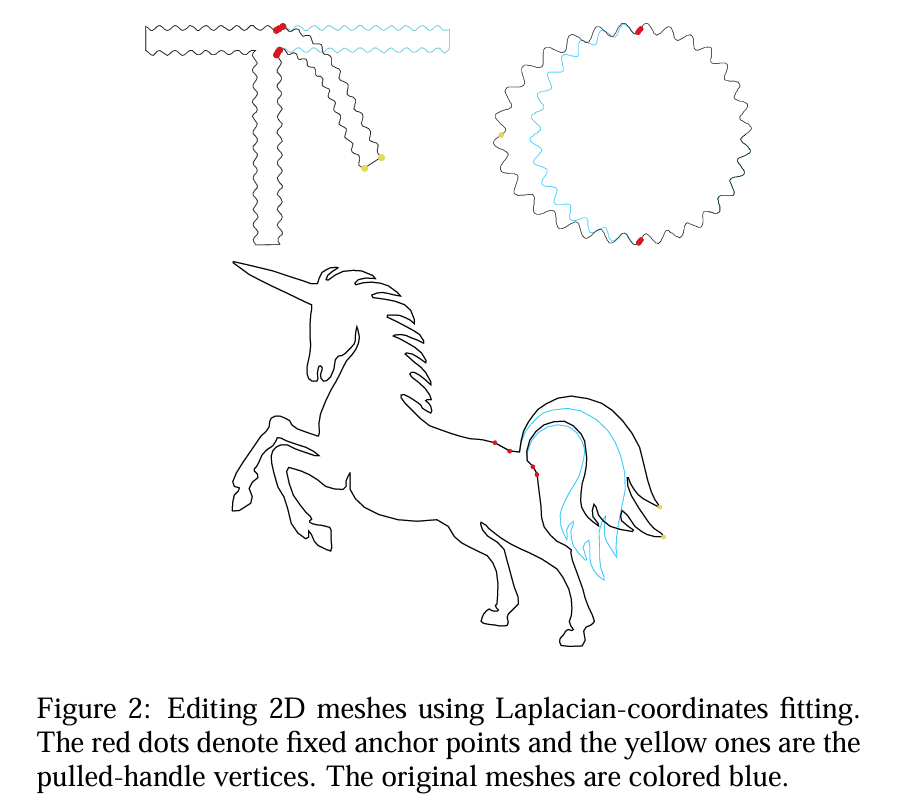 Figure 2: Editing 2D meshes using Laplacian-coordinates fitting.
The red dots denote fixed anchor points and the yellow ones are the
pulled-handle vertices. The original meshes are colored blue.